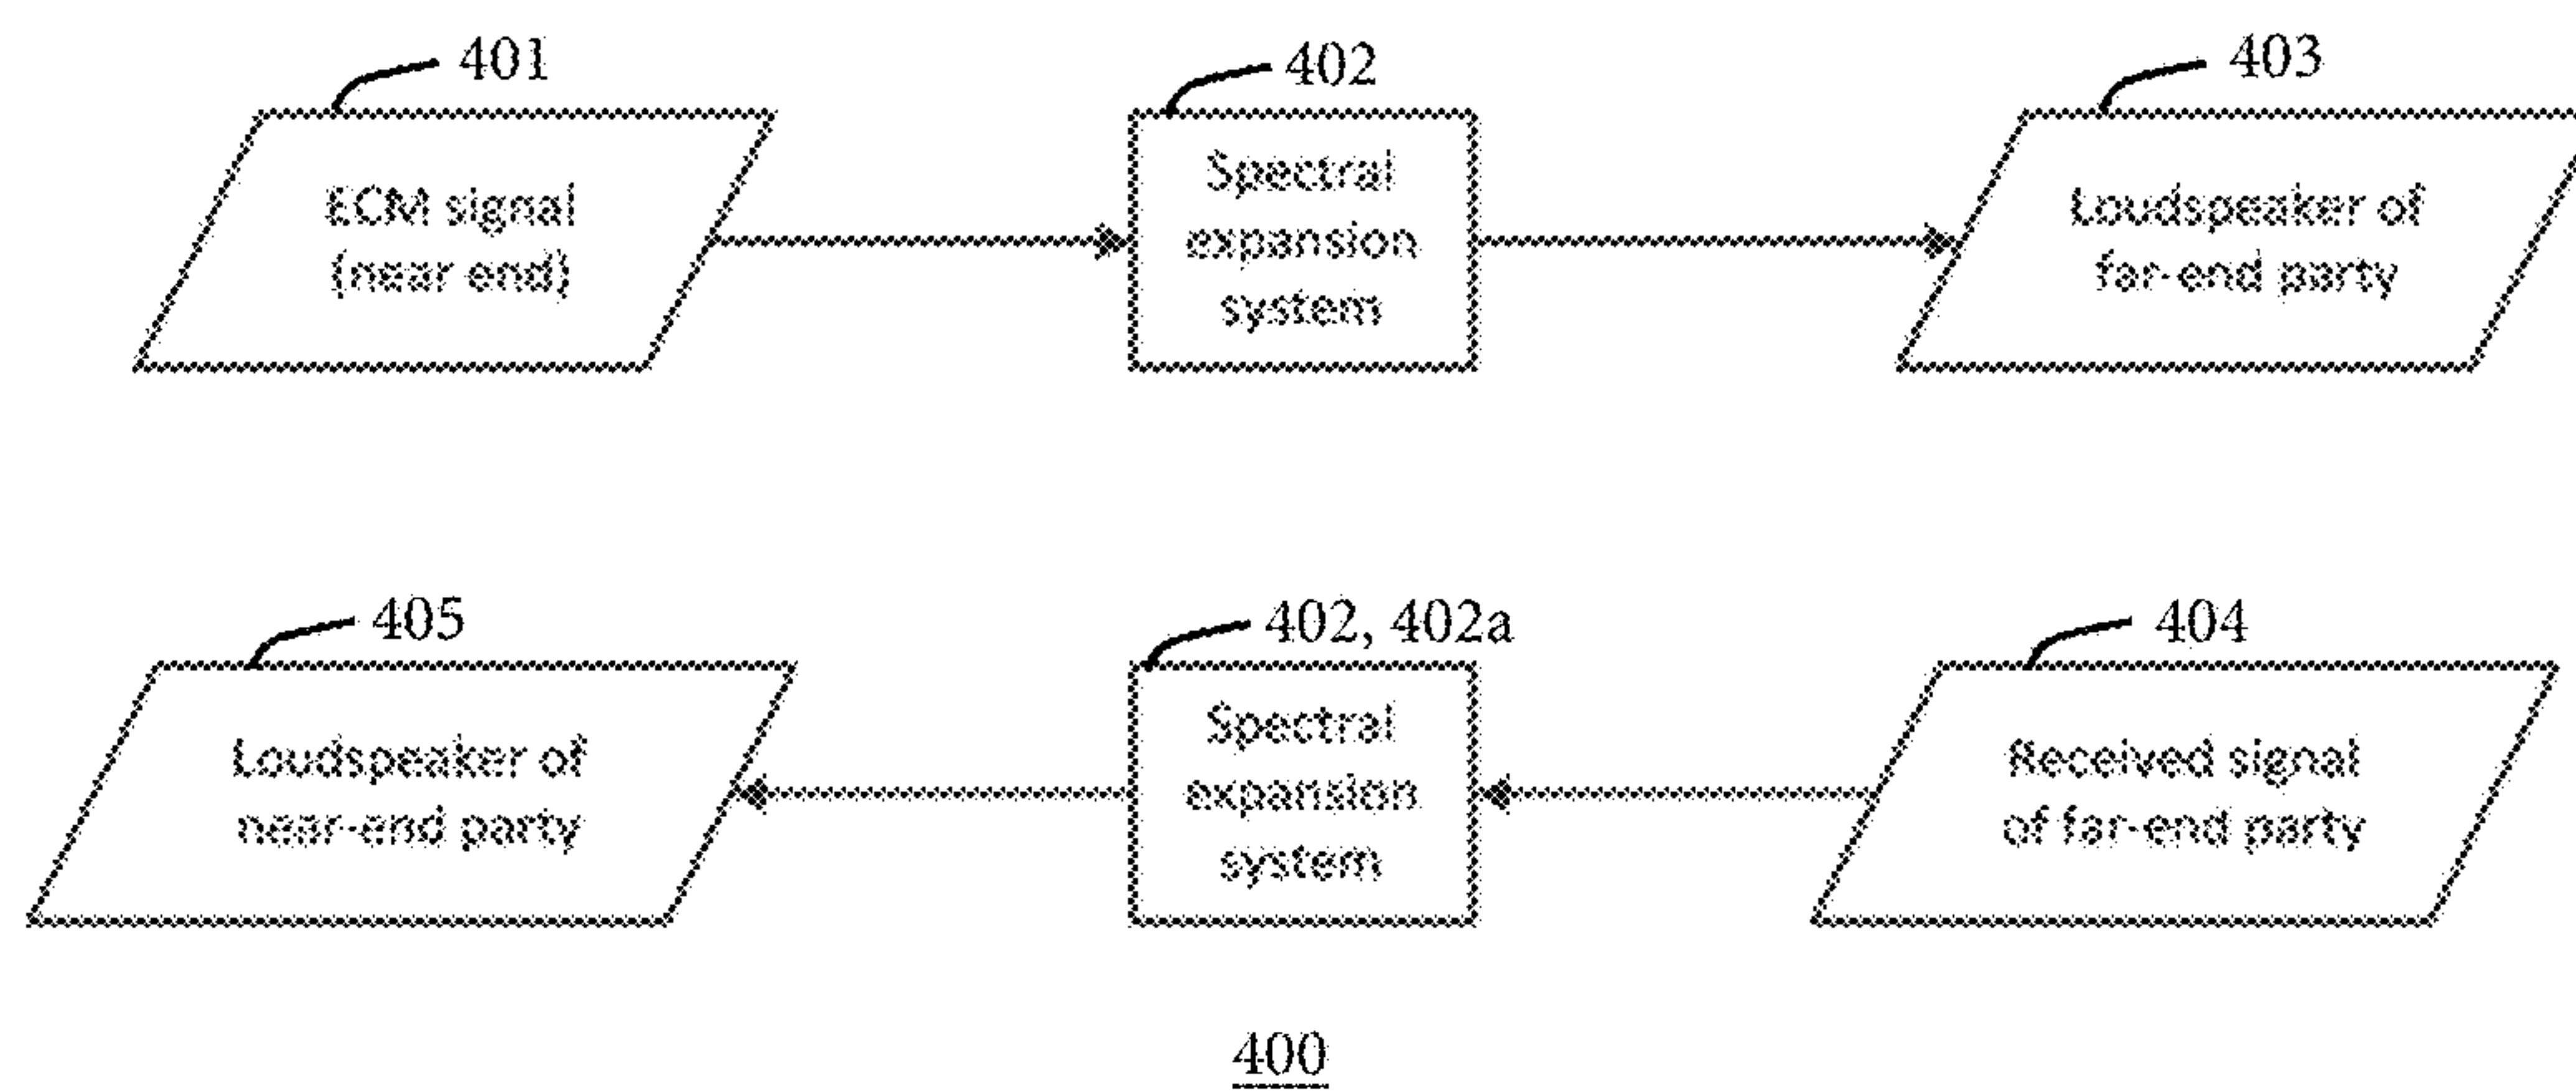 401
402
403
ECM signal
(near end)
Spectral
expansion
system
Loudspeaker of
far-end party
405
402, 402a
404
Loudspeaker of
near-end party
Spectral
expansion
system
Received signal
of far-end party
400